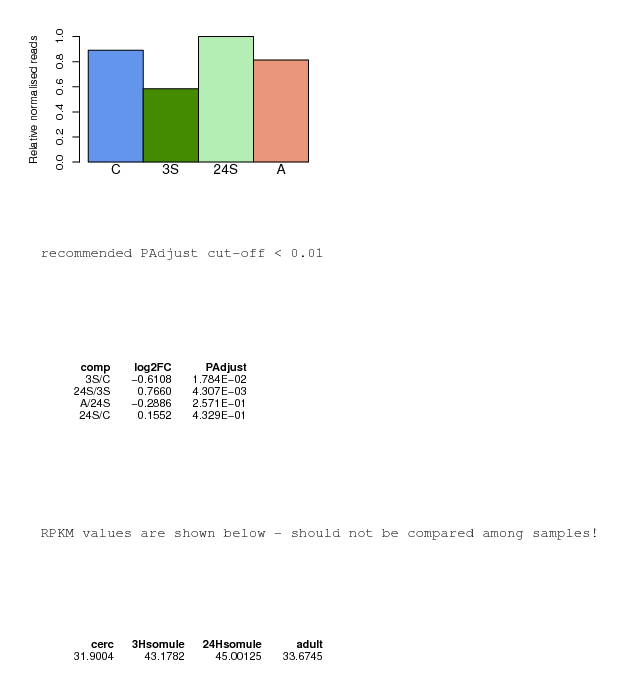 Relative normalised reads
1.0
0.8
0.6
0.4
0.2
0.0
C 3S 24S A
recommended PAdjust cut-off < 0.01
comp log2FC PAdjust
3S/C −0.6108 1.784E−02
24S/3S 0.7660 4.307E−03
A/24S −0.2886 2.571E−01
24S/C 0.1552 4.329E−01
RPKM values are shown below - should not be compared among samples!
cerc 3Hsomule 24Hsomule adult
31.9004 43.1782 45.00125 33.6745